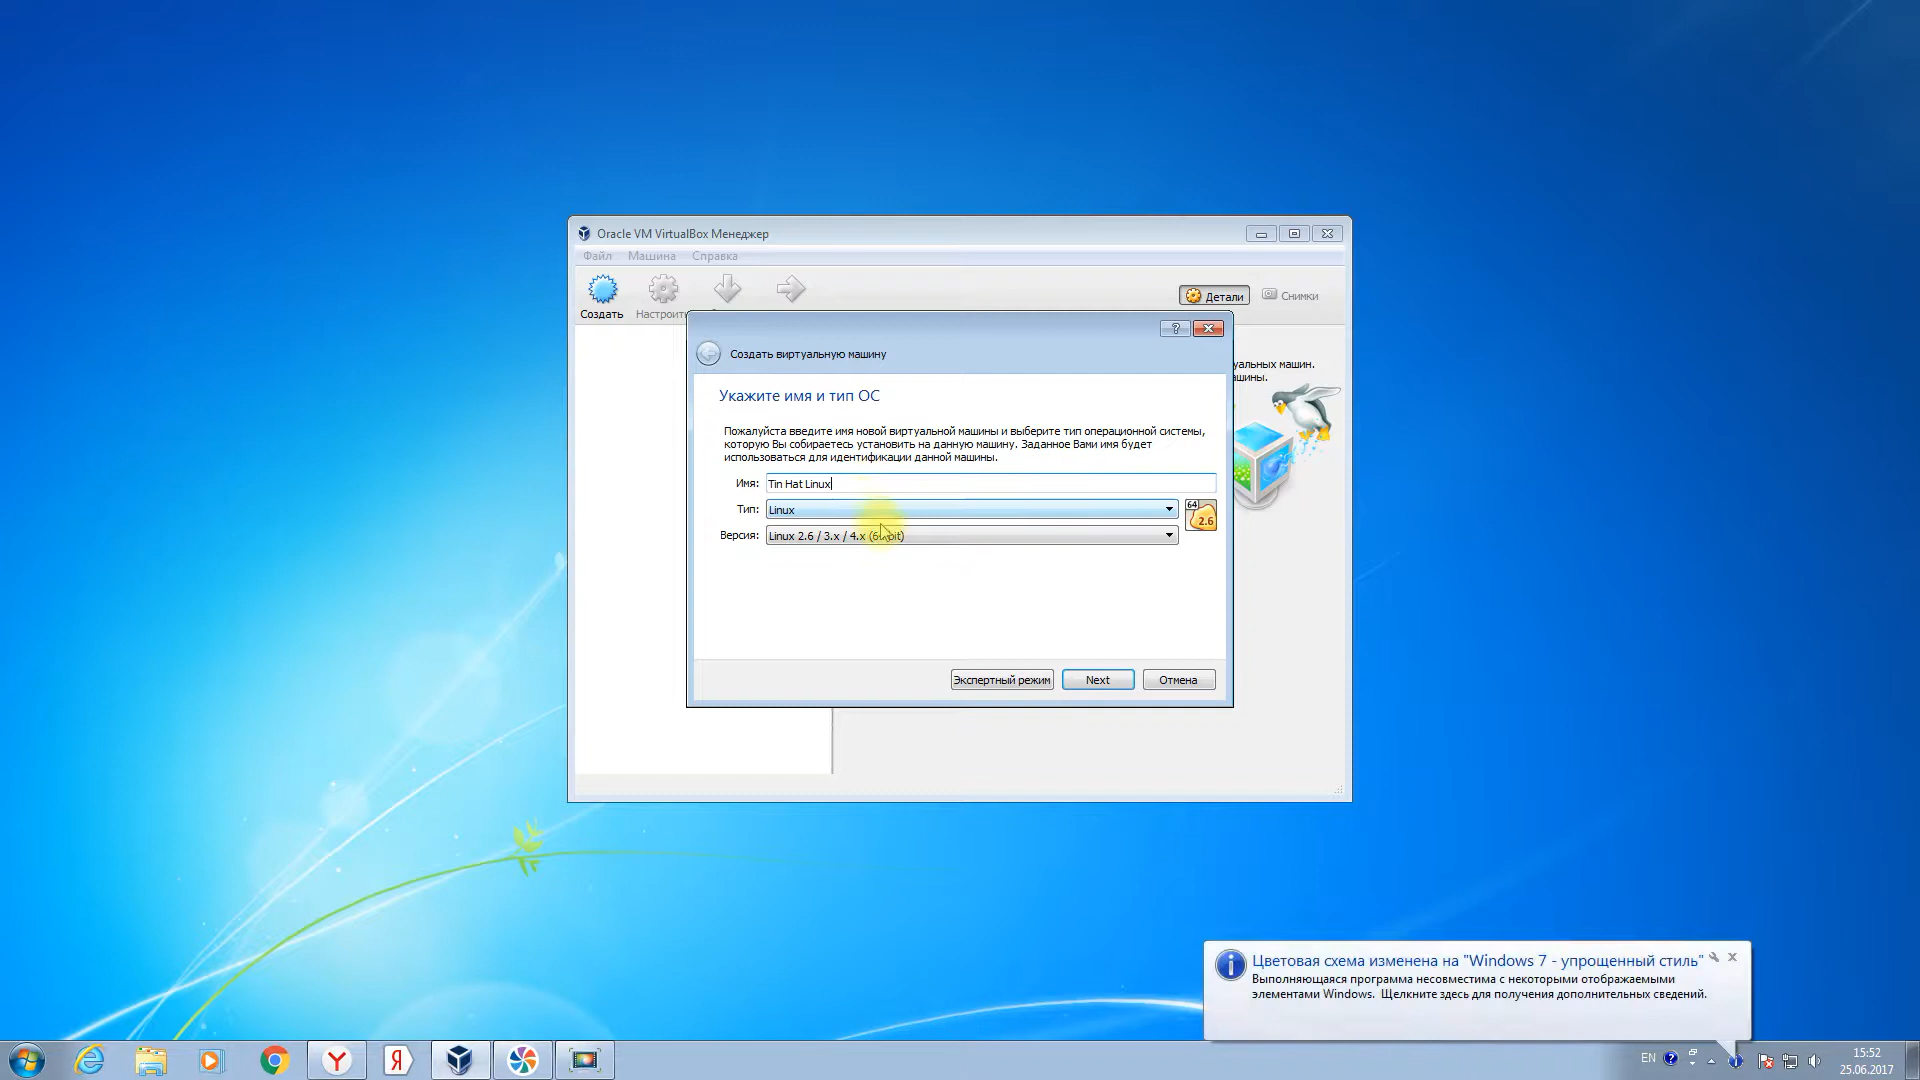 Oracle VM VirtualBox Менеджер
Файл Машина Справка
Детали Снимки
Создать
Создать виртуальную машину
Укажите имя и тип ОС
Пожалуйста введите имя новой виртуальной машины и выберите тип операционной системы,
которую Вы собираетесь установить на данную машину. Заданное Вами имя будет
использоваться для идентификации данной машины.
Имя: Tin Hat Linux
Тип: Linux
64
2.6
Версия: Linux 2.6 / 3.x / 4.x (64-bit)
Экспертный режим Next Отмена
машин.
Цветовая схема изменена на "Windows 7 - упрощенный стиль"
Выполняющаяся программа несовместима с некоторыми отображаемыми
элементами Windows. Щелкните здесь для получения дополнительных сведений.
EN
15:52
25.06.2017